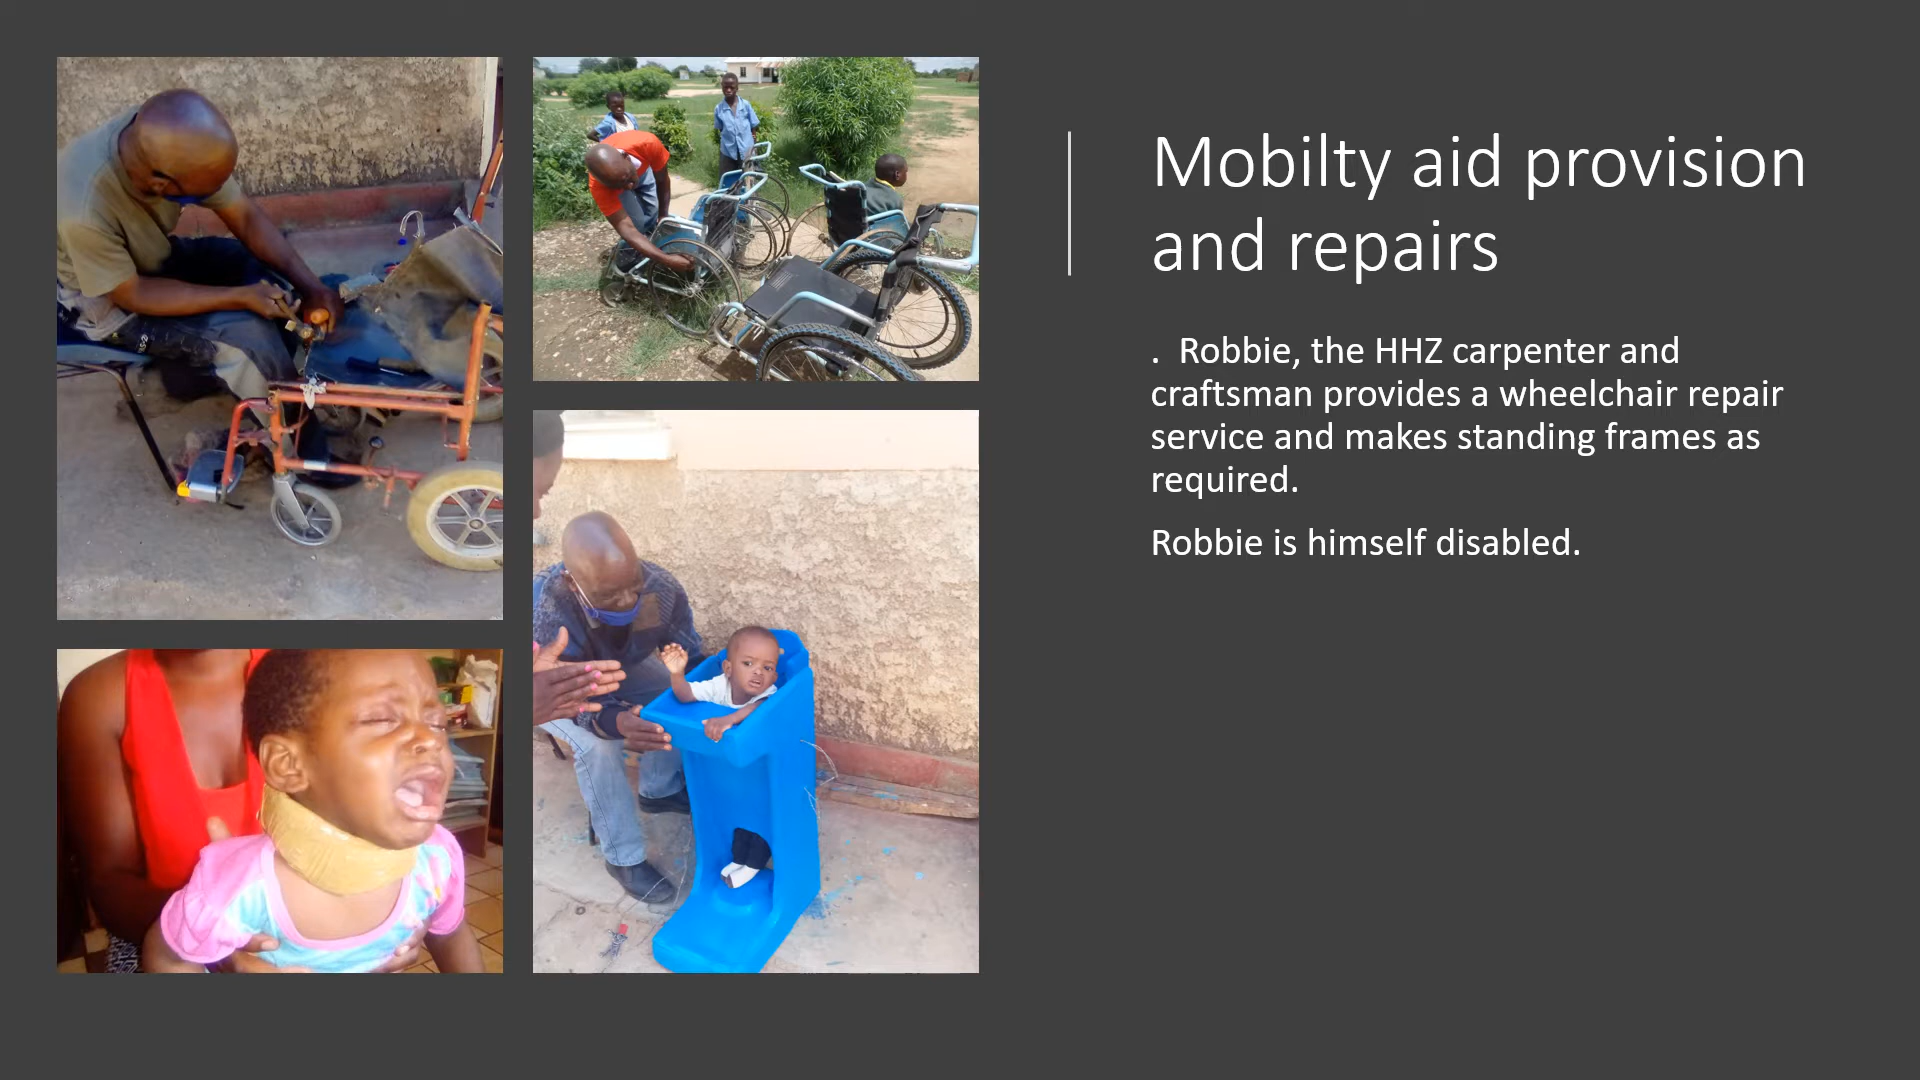 Mobilty aid provision
and repairs
. Robbie, the HHZ carpenter and
craftsman provides a wheelchair repair
service and makes standing frames as
required.
Robbie is himself disabled.